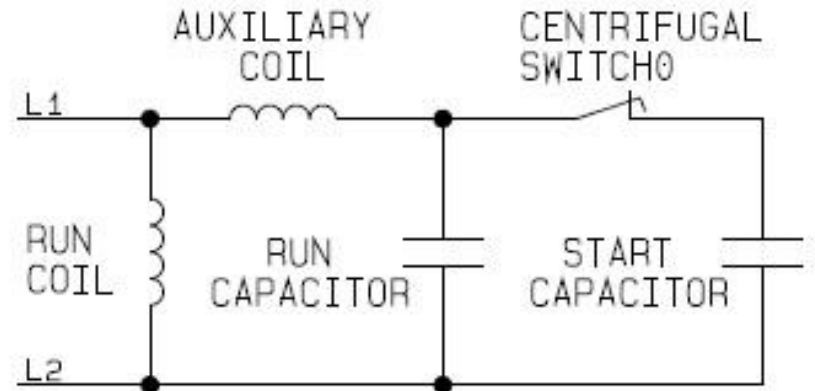 AUXILIARY
COIL
CENTRIFUGAL
SWITCH0
L1
RUN
COIL
RUN
CAPACITOR
START
CAPACITOR
L2